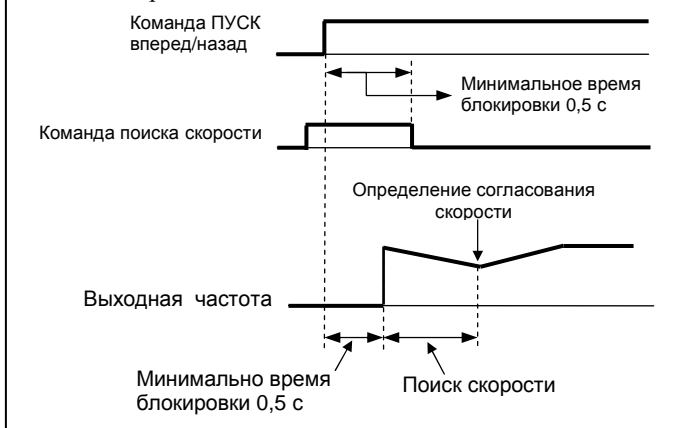 Команда ПУСК
вперед/назад
Минимальное время
блокировки 0,5 с
Команда поиска скорости
Определение согласования
скорости
Выходная частота
Минимально время
блокировки 0,5 с
Поиск скорости